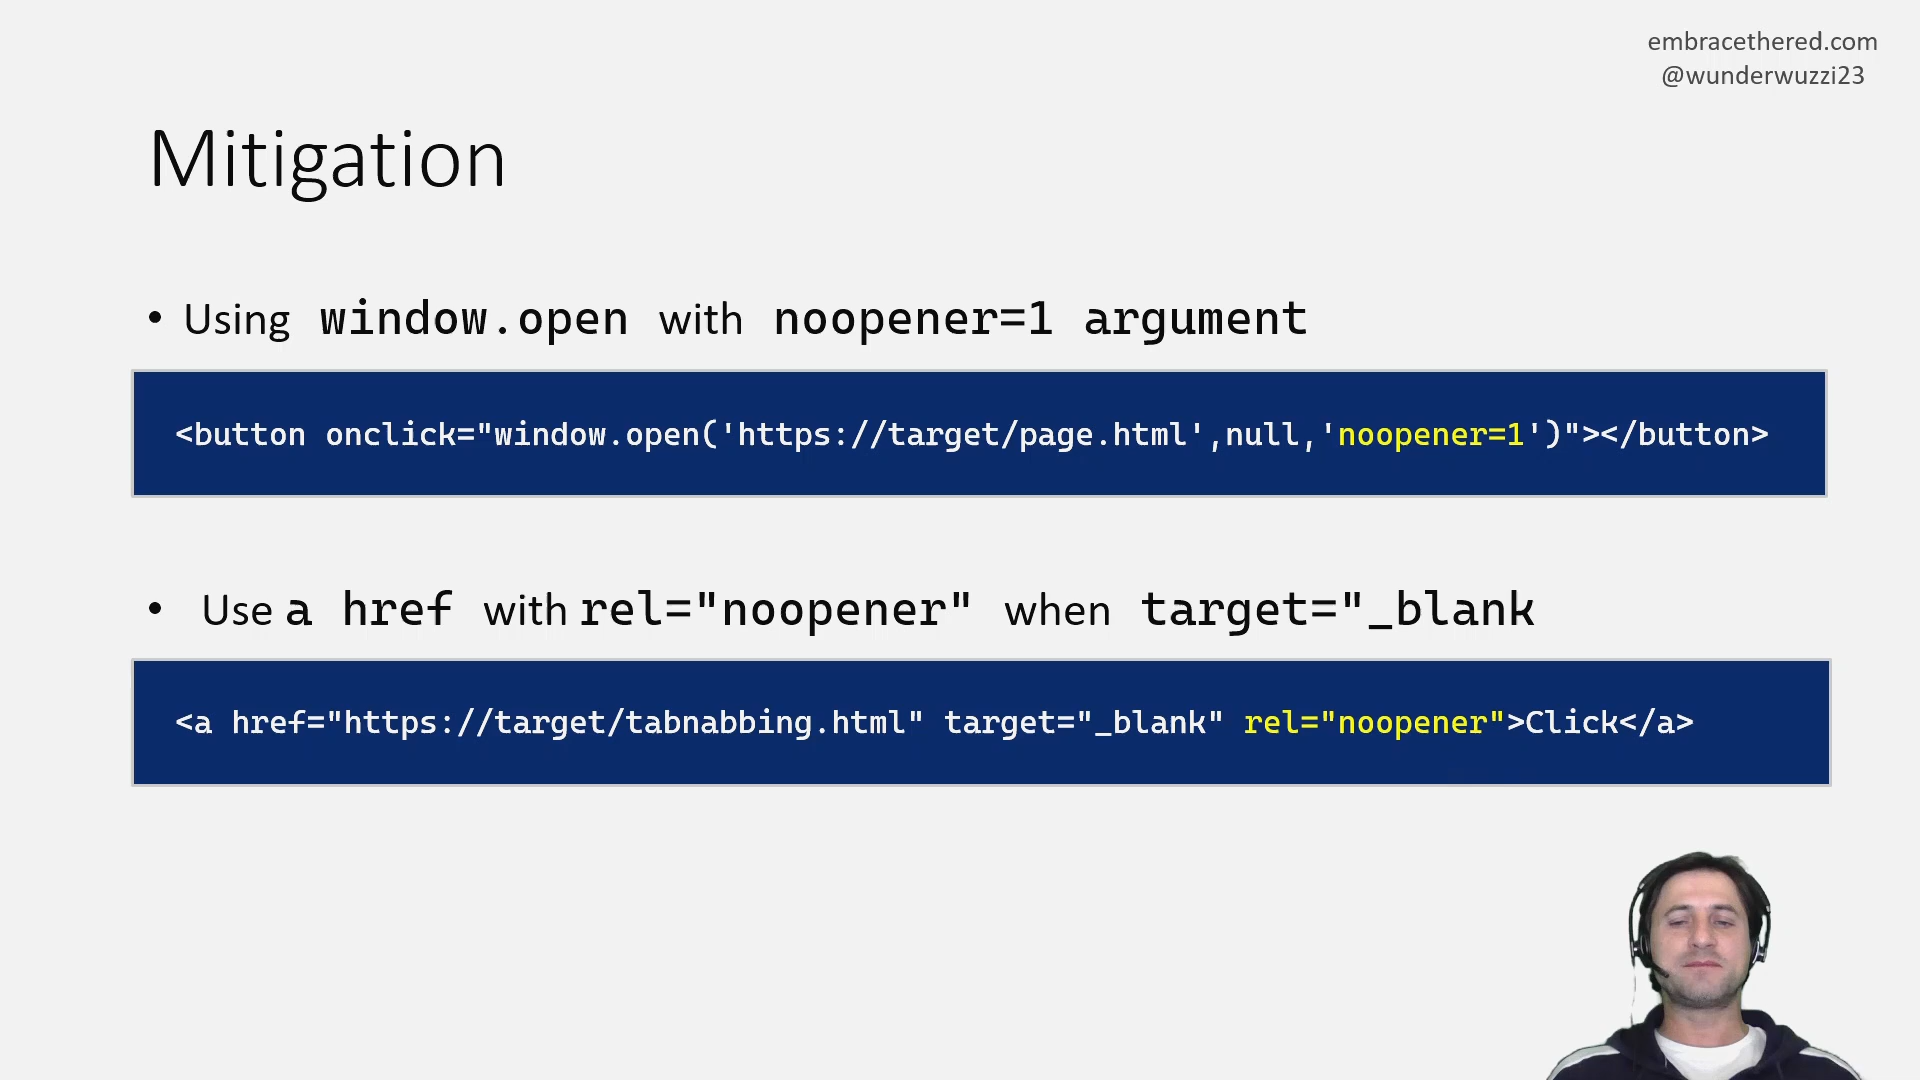 embracethered.com
@wunderwuzzi23
Mitigation
• Using window.open with noopener=1 argument
<button onclick="window.open('https://target/page.html',null,'noopener=1')"></button>
• Use a href with rel="noopener" when target="_blank
<a href="https://target/tabnabbing.html" target="_blank" rel="noopener">Click</a>